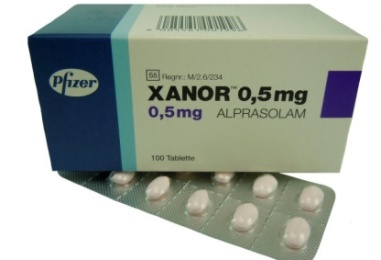 Pfizer
S5 Regnr.: M/2.6/234
XANOR™ 0,5mg
0,5mg ALPRASOLAM
100 Tablette